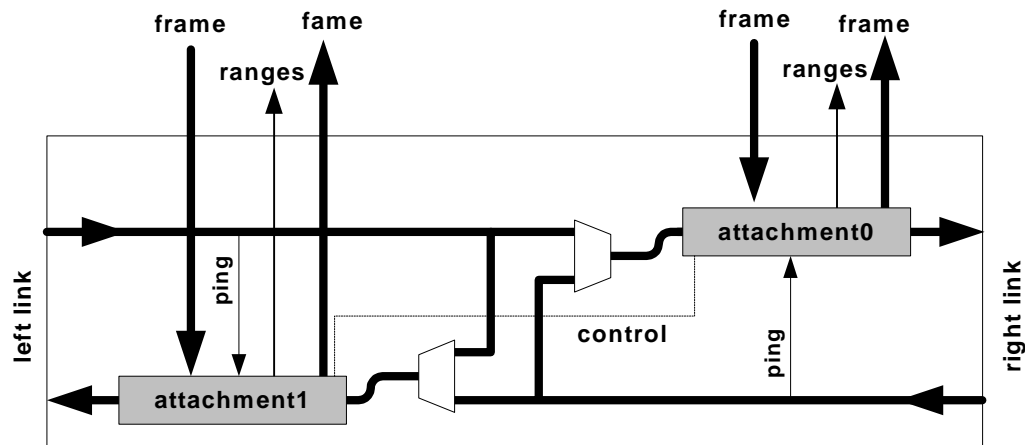 frame
fame
frame
frame
ranges
ranges
attachment0
ping
left link
control
ping
right link
attachment1